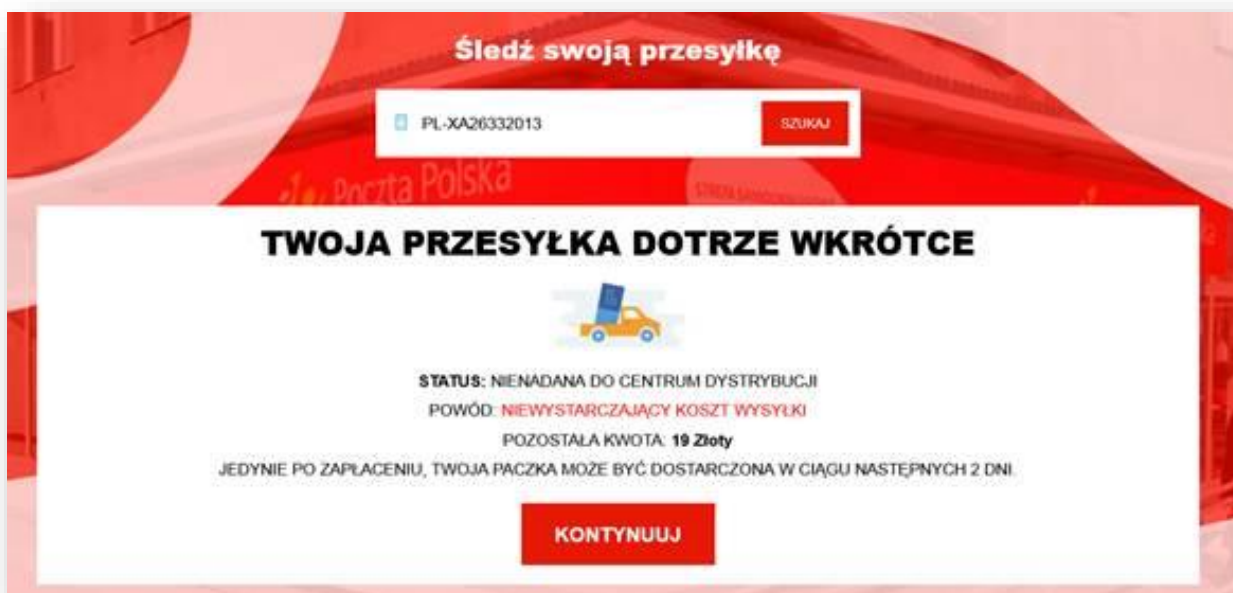 Śledź swoją przesyłkę
PL-XA26332013
SZUKAJ
Poczta Polska
TWOJA PRZESYŁKA DOTRZE WKRÓTCE
STATUS: NIENADANA DO CENTRUM DYSTRYBUCJI
POWÓD: NIEWYSTARCZAJĄCY KOSZT WYSYŁKI
POZOSTAŁA KWOTA: 19 Złoty
JEDYNIE PO ZAPŁACENIU, TWOJA PACZKA MOŻE BYĆ DOSTARCZONA W CIĄGU NASTĘPNYCH 2 DNI.
KONTYNUUJ